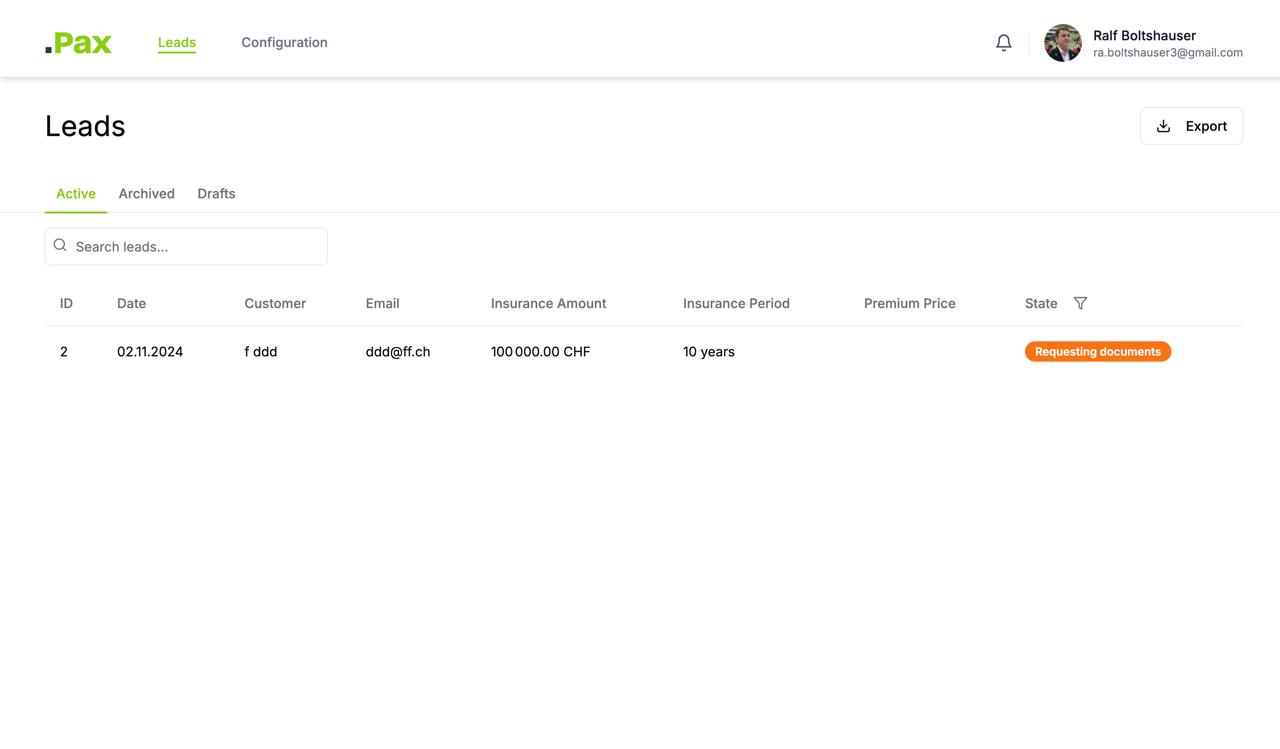 .Pax Leads Configuration Ralf Boltshauser
ra.boltshauser3@gmail.com
Leads Export
Active Archived Drafts
Search leads...
ID Date Customer Email Insurance Amount Insurance Period Premium Price State
2 02.11.2024 f ddd ddd@ff.ch 100 000.00 CHF 10 years Requesting documents